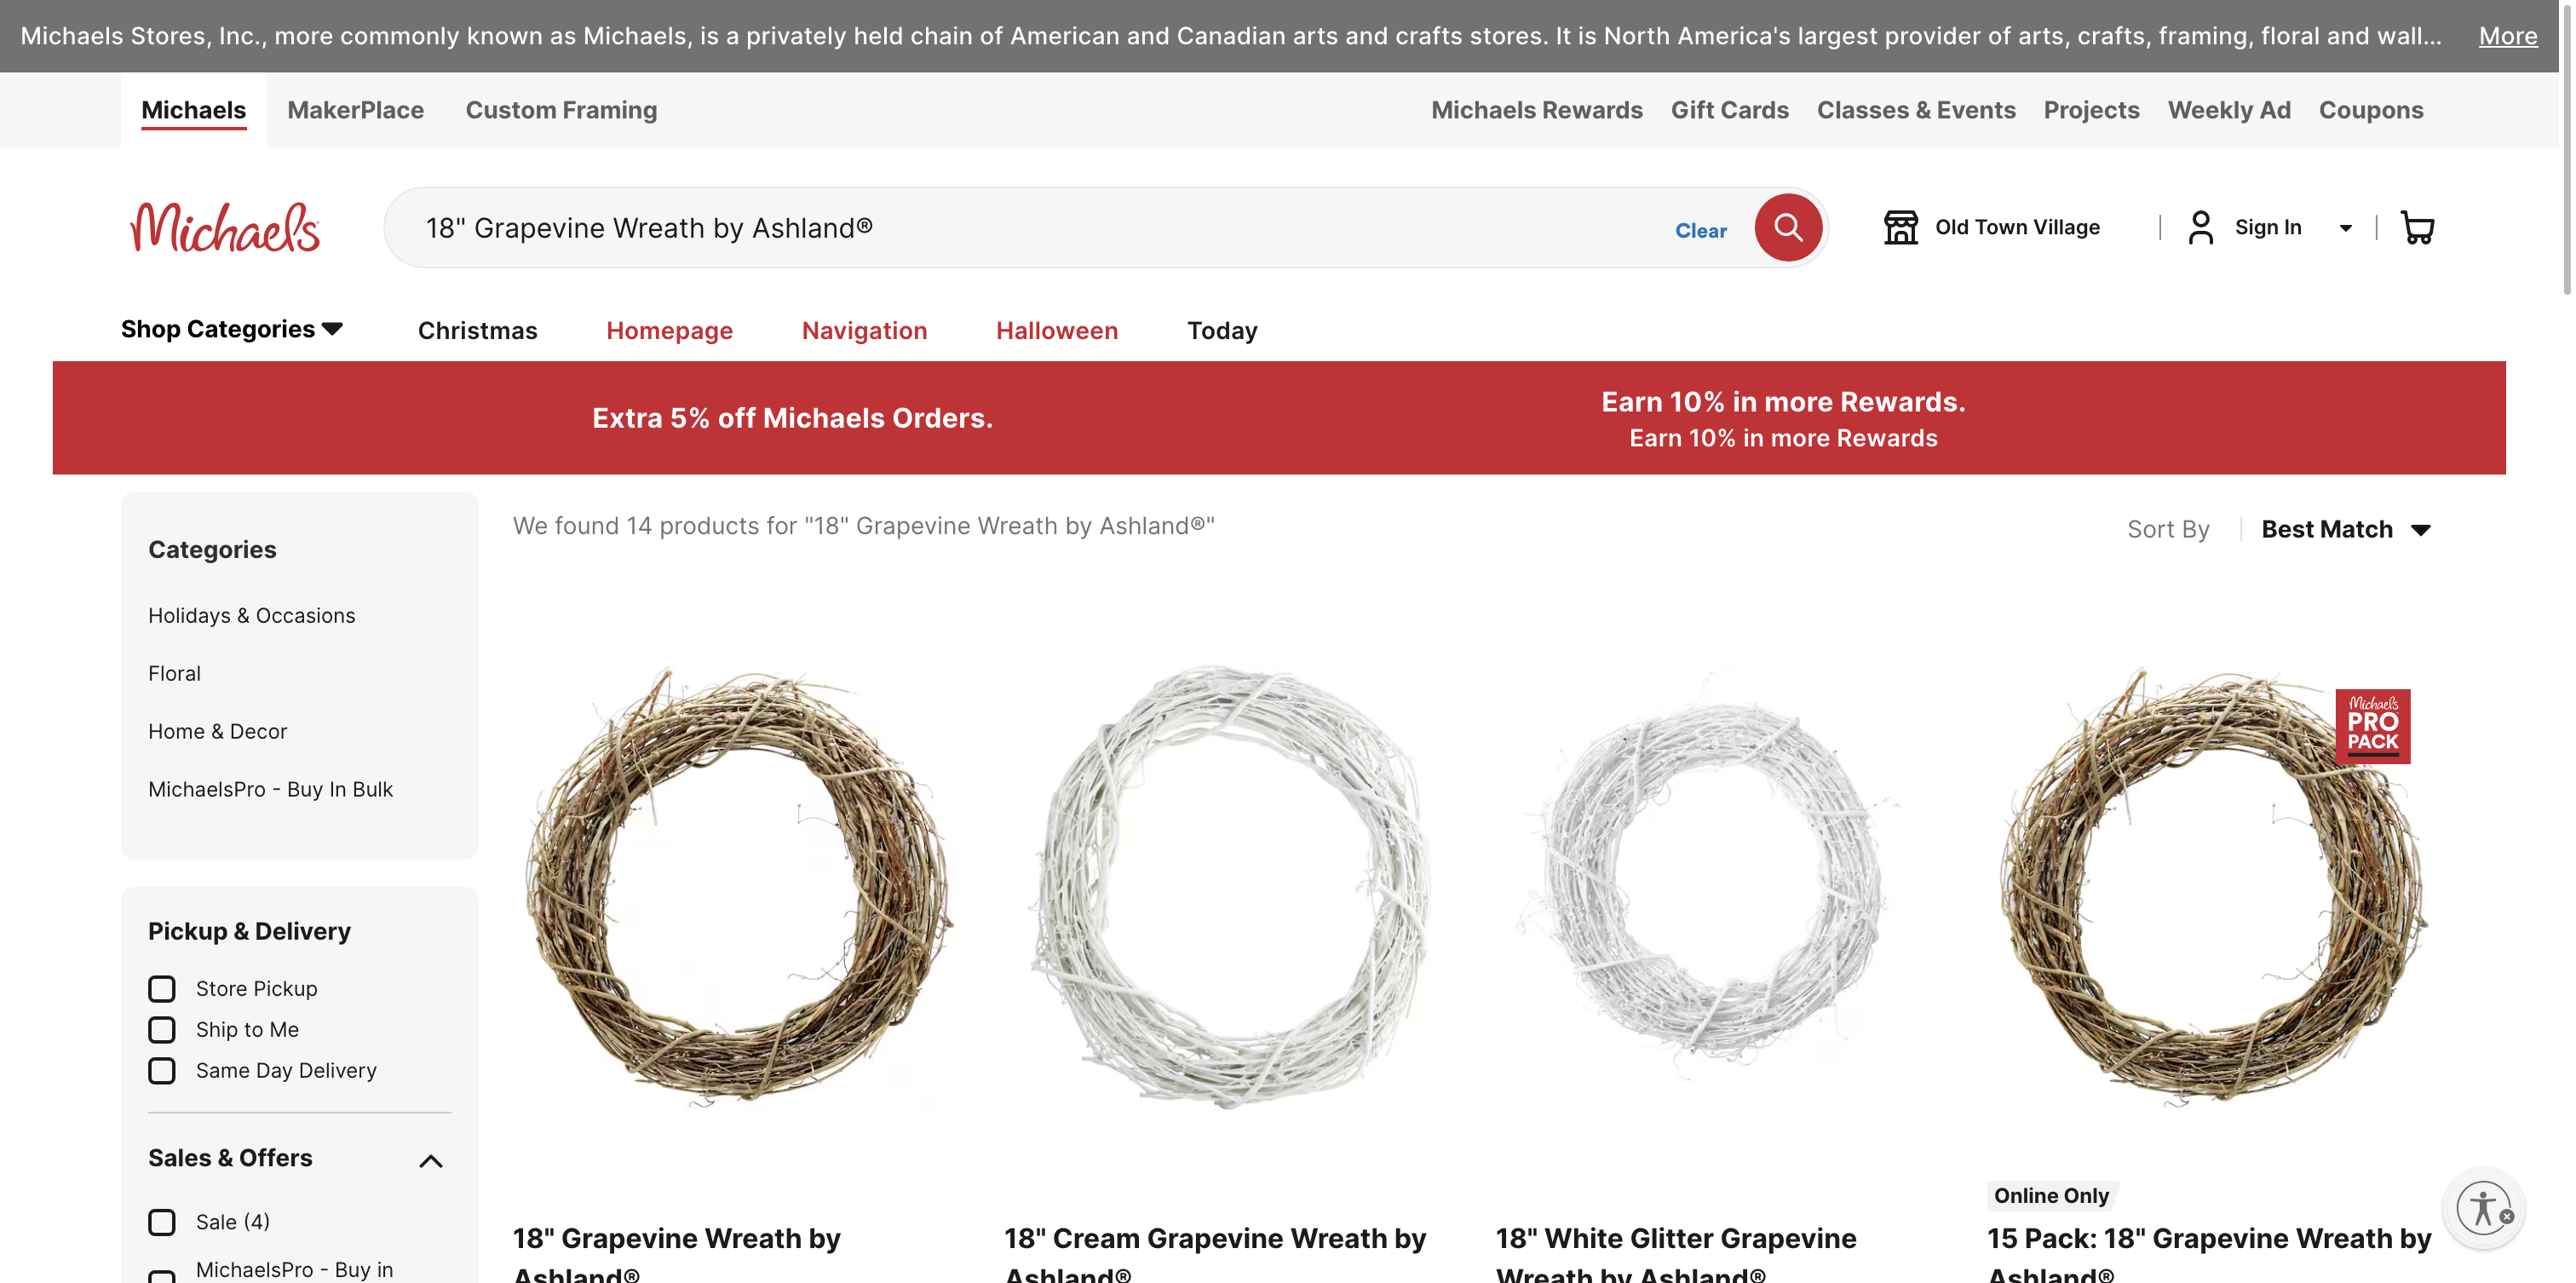 Michaels Stores, Inc., more commonly known as Michaels, is a privately held chain of American and Canadian arts and crafts stores. It is North America's largest provider of arts, crafts, framing, floral and wall... More
Michaels MakerPlace Custom Framing Michaels Rewards Gift Cards Classes & Events Projects Weekly Ad Coupons
Michaels
18" Grapevine Wreath by Ashland® Clear Old Town Village Sign In
Shop Categories Christmas Homepage Navigation Halloween Today
Extra 5% off Michaels Orders.
Earn 10% in more Rewards.
Earn 10% in more Rewards
Categories
Holidays & Occasions
Floral
Home & Decor
MichaelsPro - Buy In Bulk
Pickup & Delivery
Store Pickup
Ship to Me
Same Day Delivery
Sales & Offers
Sale (4)
MichaelsPro - Buy in
We found 14 products for "18" Grapevine Wreath by Ashland®"
Sort By Best Match
18" Grapevine Wreath by
Ashland®
18" Cream Grapevine Wreath by
Ashland®
18" White Glitter Grapevine
Wreath by Ashland®
Michaels
PRO
PACK
Online Only
15 Pack: 18" Grapevine Wreath by
Ashland®